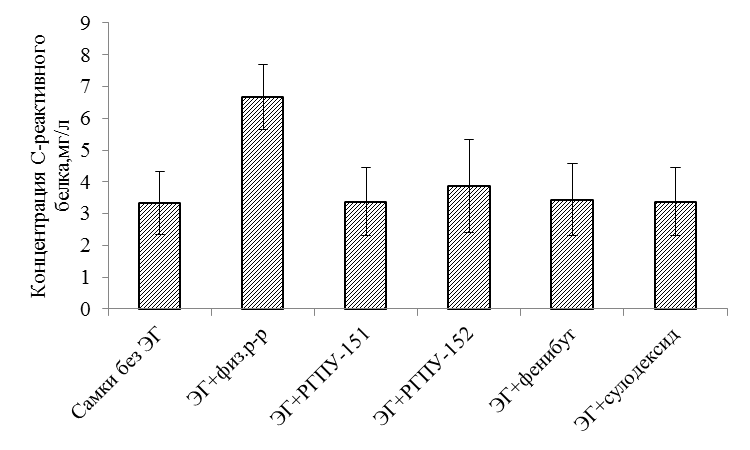 Концентрация С-реактивного
белка,мг/л
9
8
7
6
5
4
3
2
1
0
Самки без ЭГ
ЭГ+физ.р-р
ЭГ+РГПУ-151
ЭГ+РГПУ-152
ЭГ+фенибут
ЭГ+сулодексид